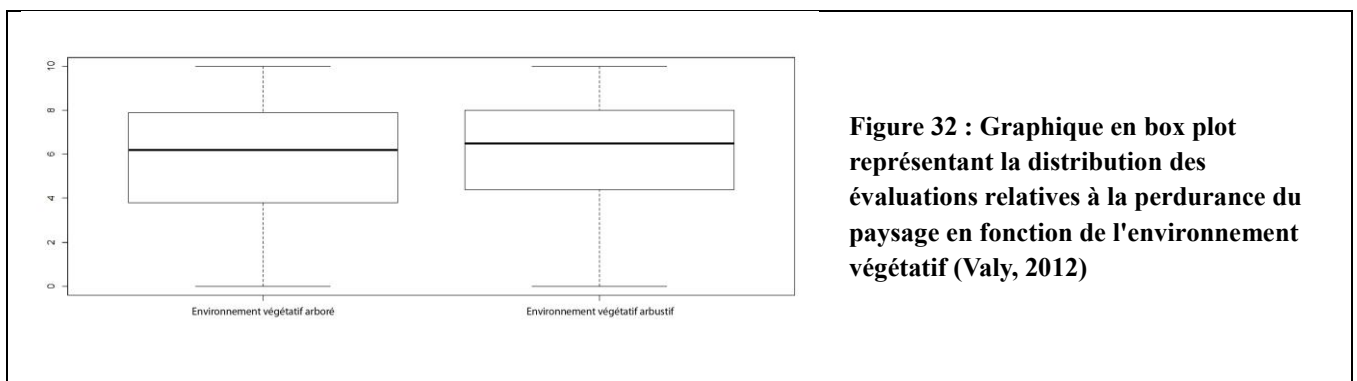 10
8
6
4
2
0
Environnement végétatif arboré
Environnement végétatif arbustif
Figure 32 : Graphique en box plot
représentant la distribution des
évaluations relatives à la perdurance du
paysage en fonction de l'environnement
végétatif (Valy, 2012)